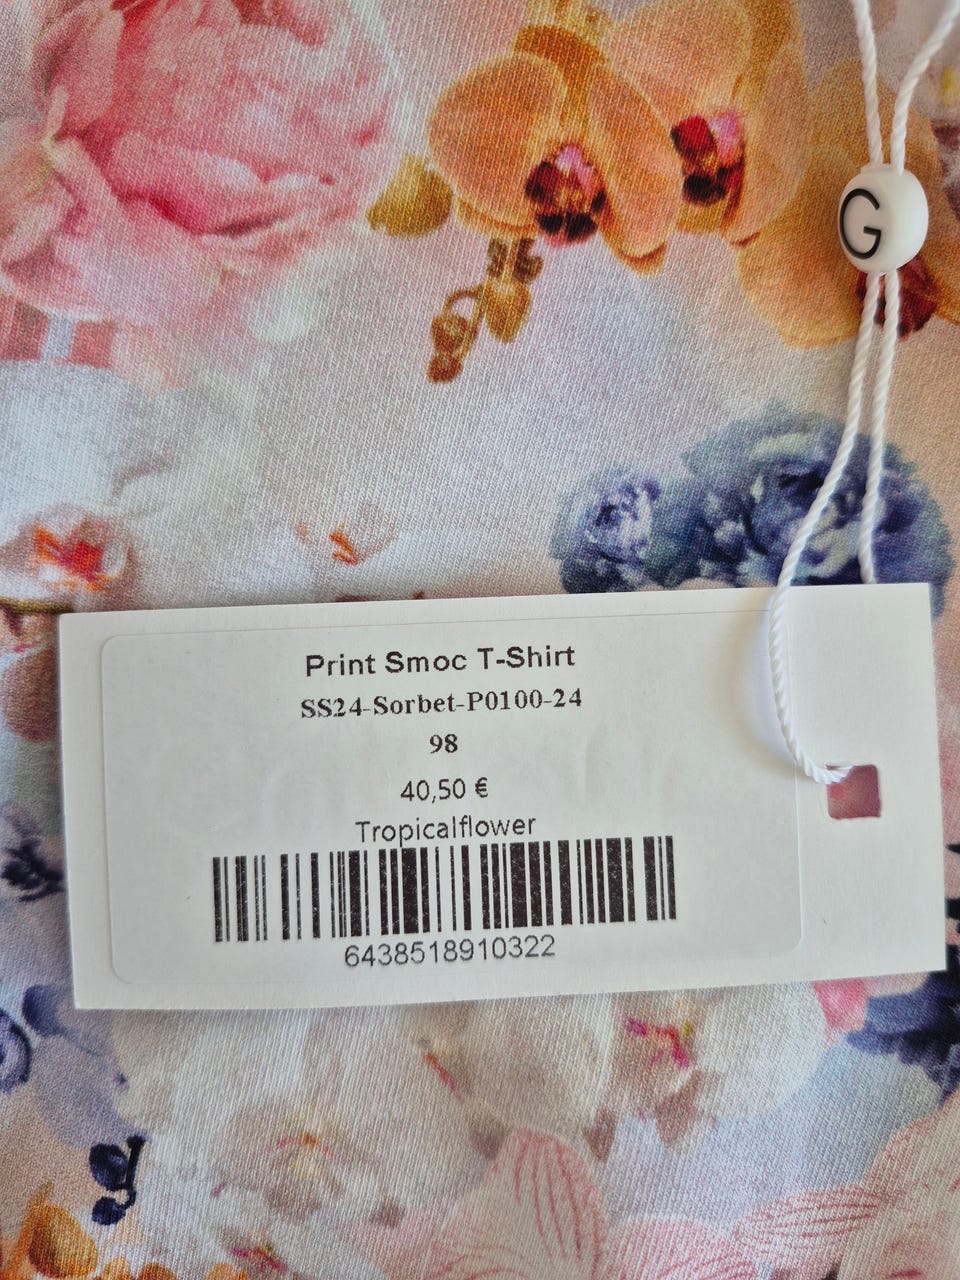 G
Print Smoc T-Shirt
SS24-Sorbet-P0100-24
98
40,50 €
Tropicalflower
6438518910322